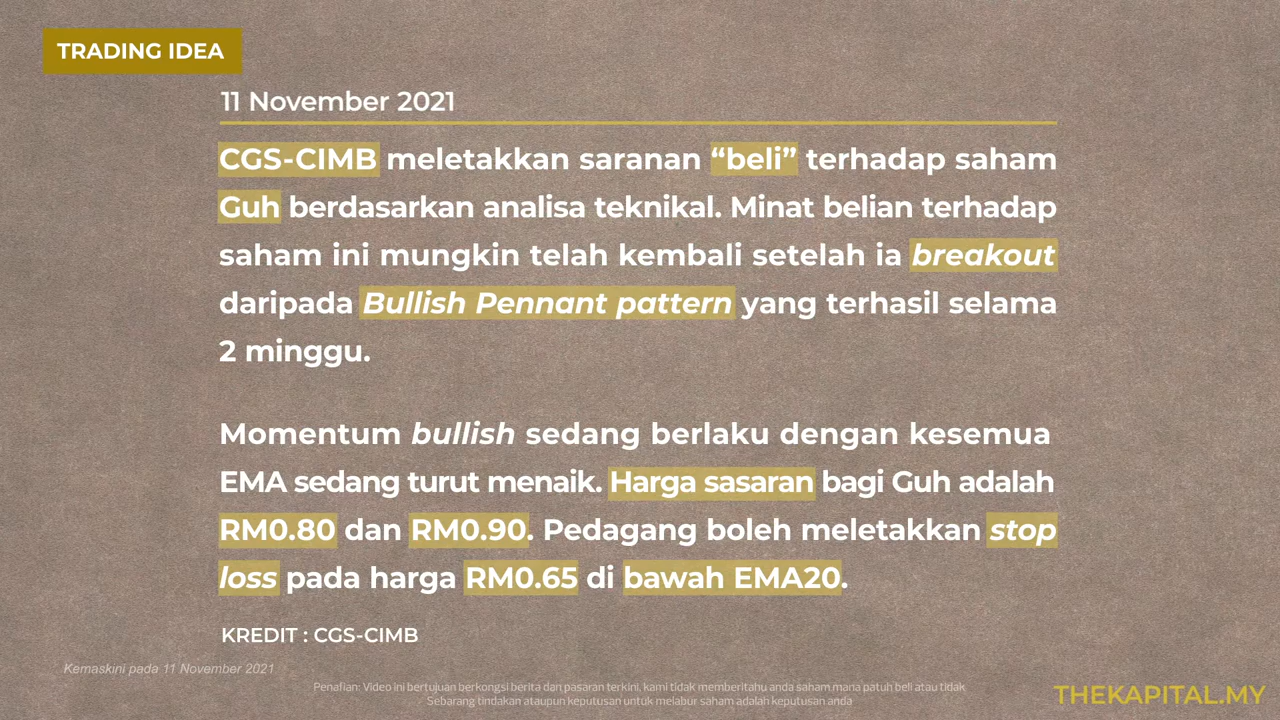 TRADING IDEA
11 November 2021
CGS-CIMB meletakkan saranan “beli” terhadap saham
Guh berdasarkan analisa teknikal. Minat belian terhadap
saham ini mungkin telah kembali setelah ia breakout
daripada Bullish Pennant pattern yang terhasil selama
2 minggu.
Momentum bullish sedang berlaku dengan kesemua
EMA sedang turut menaik. Harga sasaran bagi Guh adalah
RM0.80 dan RM0.90. Pedagang boleh meletakkan stop
loss pada harga RM0.65 di bawah EMA20.
KREDIT : CGS-CIMB
Kemaskini pada 11 November 2021
Penafian: Video ini bertujuan berkongsi berita dan pasaran terkini, kami tidak memberitahu anda saham mana patuh beli atau tidak
Sebarang tindakan ataupun keputusan untuk melabur saham adalah keputusan anda
THEKAPITAL.MY